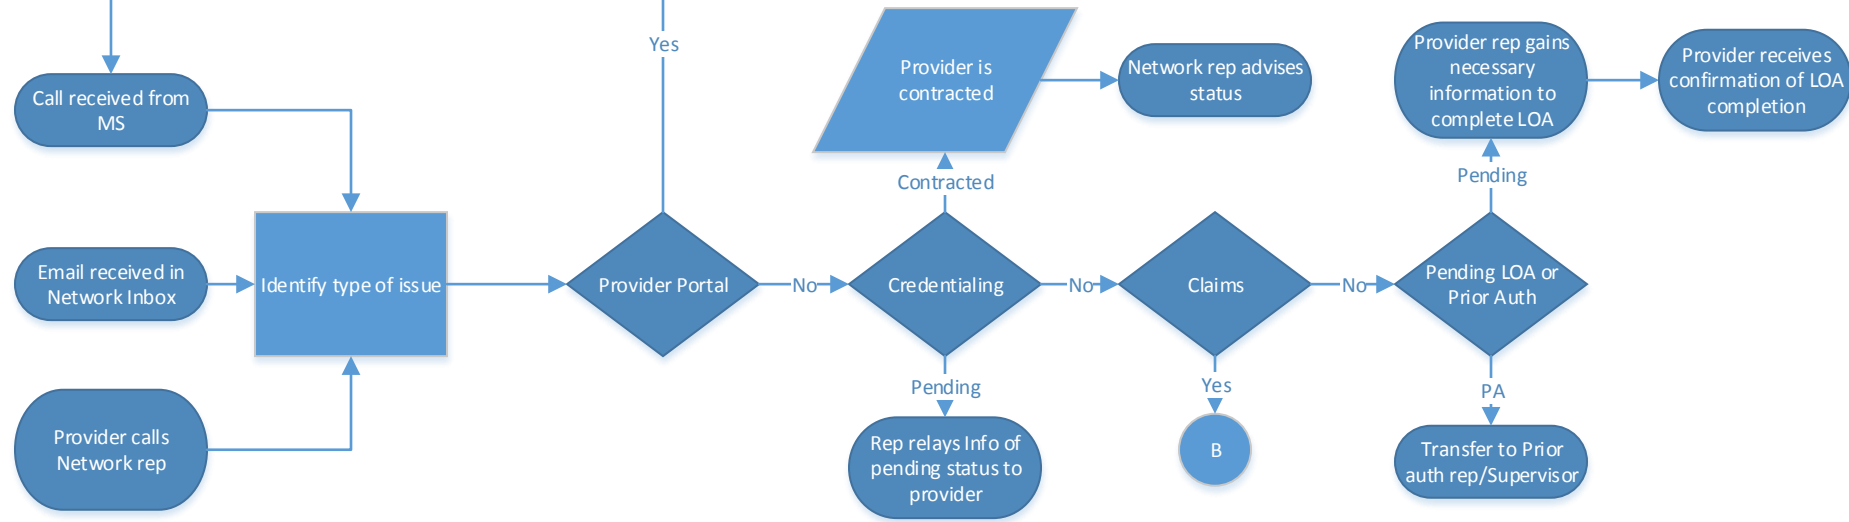 Yes
Call received from
MS
Provider is
contracted
Network rep advises
status
Provider rep gains
necessary
information to
complete LOA
Provider receives
confirmation of LOA
completion
Contracted
Pending
Email received in
Network Inbox
Identify type of issue
Provider Portal
No
Credentialing
No
Claims
No
Pending LOA or
Prior Auth
Pending
Yes
PA
Provider calls
Network rep
Rep relays Info of
pending status to
provider
B
Transfer to Prior
auth rep/Supervisor